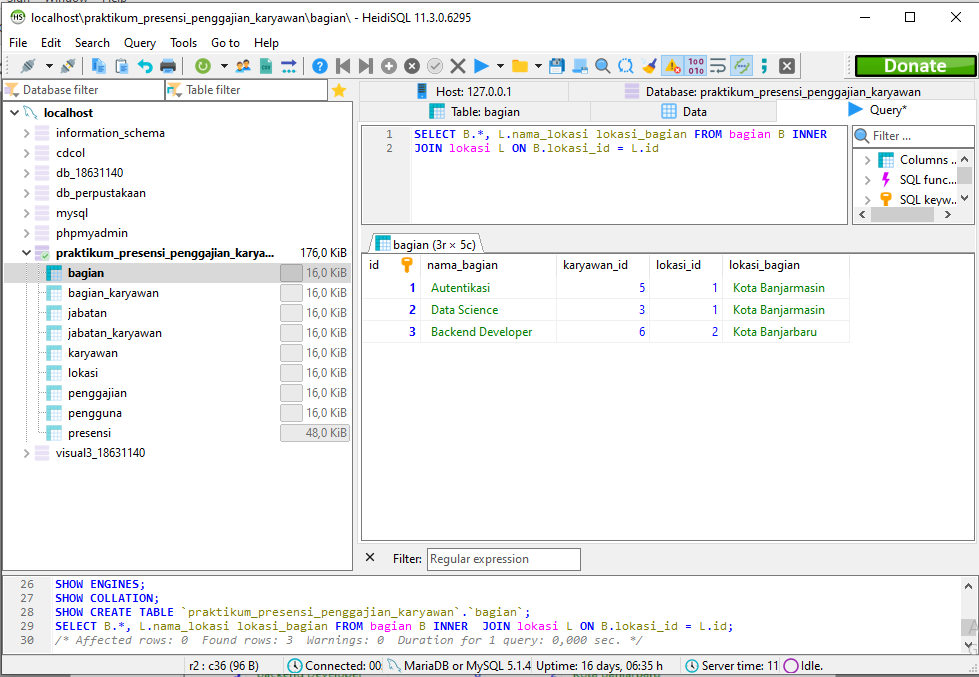 localhost\praktikum_presensi_penggajian_karyawan\bagian\ - HeidiSQL 11.3.0.6295
File Edit Search Query Tools Go to Help
Donate
Database filter Table filter
Host: 127.0.0.1 Database: praktikum_presensi_penggajian_karyawan
Table: bagian Data Query*
localhost
information_schema
cdcol
db_18631140
db_perpustakaan
mysql
phpmyadmin
praktikum_presensi_penggajian_karya... 176,0 KiB
bagian 16,0 KiB
bagian_karyawan 16,0 KiB
jabatan 16,0 KiB
jabatan_karyawan 16,0 KiB
karyawan 16,0 KiB
lokasi 16,0 KiB
penggajian 16,0 KiB
pengguna 16,0 KiB
presensi 48,0 KiB
visual3_18631140
1 SELECT B.*, L.nama_lokasi lokasi_bagian FROM bagian B INNER
2 JOIN lokasi L ON B.lokasi_id = L.id
Filter ...
Columns ..
SQL func...
SQL keyw..
bagian (3r × 5c)
id nama_bagian karyawan_id lokasi_id lokasi_bagian
1 Autentikasi 5 1 Kota Banjarmasin
2 Data Science 3 1 Kota Banjarmasin
3 Backend Developer 6 2 Kota Banjarbaru
Filter: Regular expression
26 SHOW ENGINES;
27 SHOW COLLATION;
28 SHOW CREATE TABLE `praktikum_presensi_penggajian_karyawan`.`bagian`;
29 SELECT B.*, L.nama_lokasi lokasi_bagian FROM bagian B INNER  JOIN lokasi L ON B.lokasi_id = L.id;
30 /* Affected rows: 0  Found rows: 3  Warnings: 0  Duration for 1 query: 0,000 sec. */
r2 : c36 (96 B) Connected: 00 MariaDB or MySQL 5.1.4 Uptime: 16 days, 06:35 h Server time: 11 Idle.